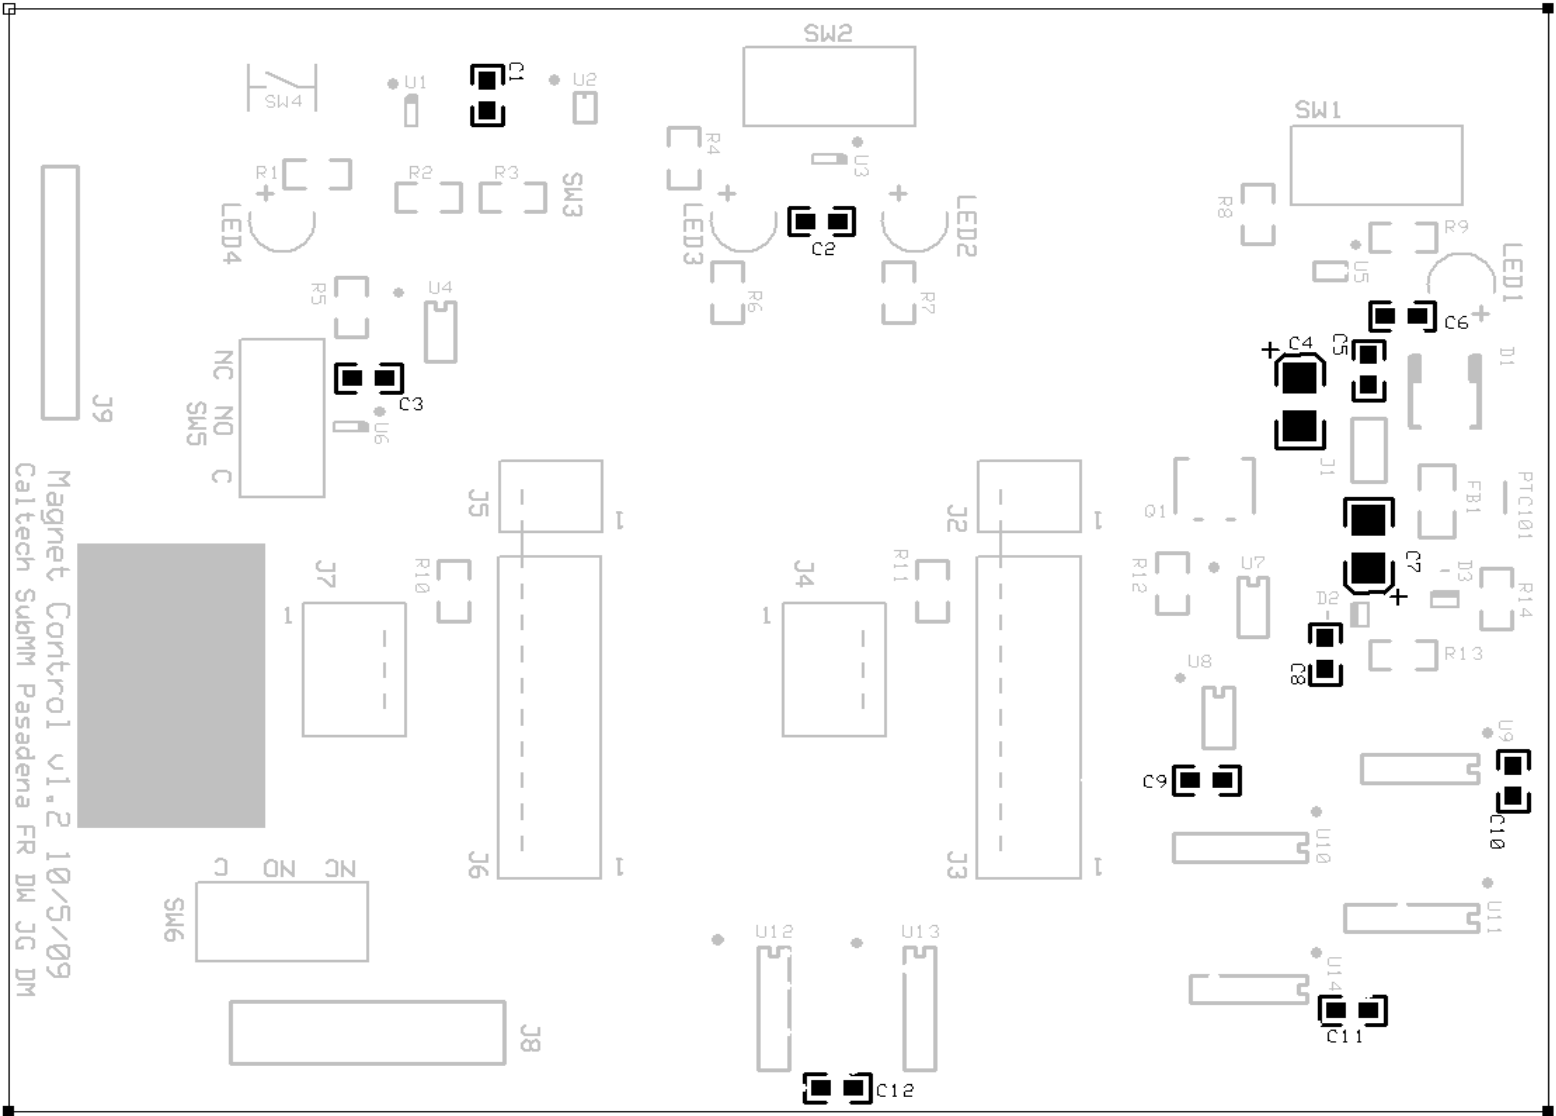 SW2
C1
U1
U2
SW4
SW1
R4
U3
R1
R2
R3
SW3
LED4
LED3
C2
LED2
R8
R9
U5
LED1
R5
U4
R6
R7
C6
C4
C5
D1
NC
NO
C
SW5
C3
U6
J9
J5
1
J2
1
Q1
J1
FB1
PTC101
Magnet Control v1.2 10/5/09
Caltech SubMM Pasadena FR DW JG DM
J7
1
R10
J4
1
R11
R12
U7
C7
D3
D2
R14
R13
U8
C8
U9
C9
C10
U10
J6
1
J3
1
C
NO
NC
SW6
U11
U12
U13
U14
C11
J8
C12